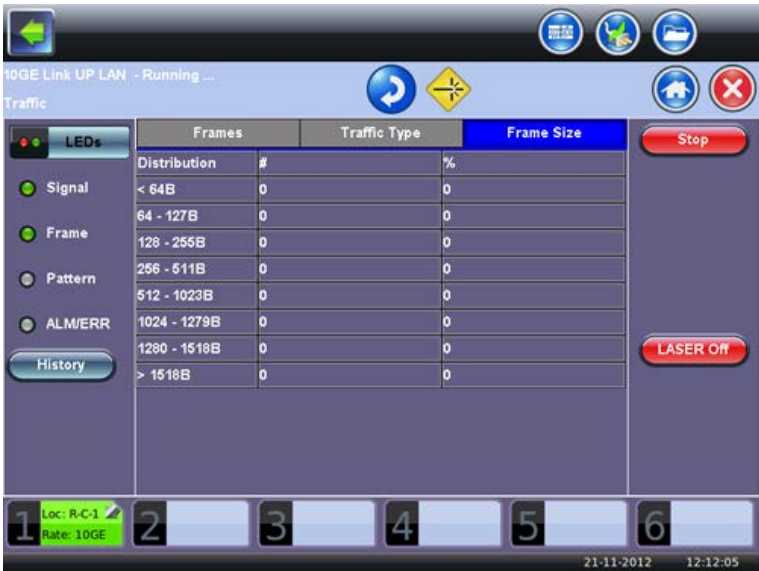 10GE Link UP LAN - Running ...
Traffic
LEDs
Signal
Frame
Pattern
ALM/ERR
History
Frames Traffic Type Frame Size
Distribution # %
< 64B 0 0
64 - 127B 0 0
128 - 255B 0 0
256 - 511B 0 0
512 - 1023B 0 0
1024 - 1279B 0 0
1280 - 1518B 0 0
> 1518B 0 0
Stop
LASER Off
1 Loc: R-C-1
Rate: 10GE
2
3
4
5
6
21-11-2012 12:12:05